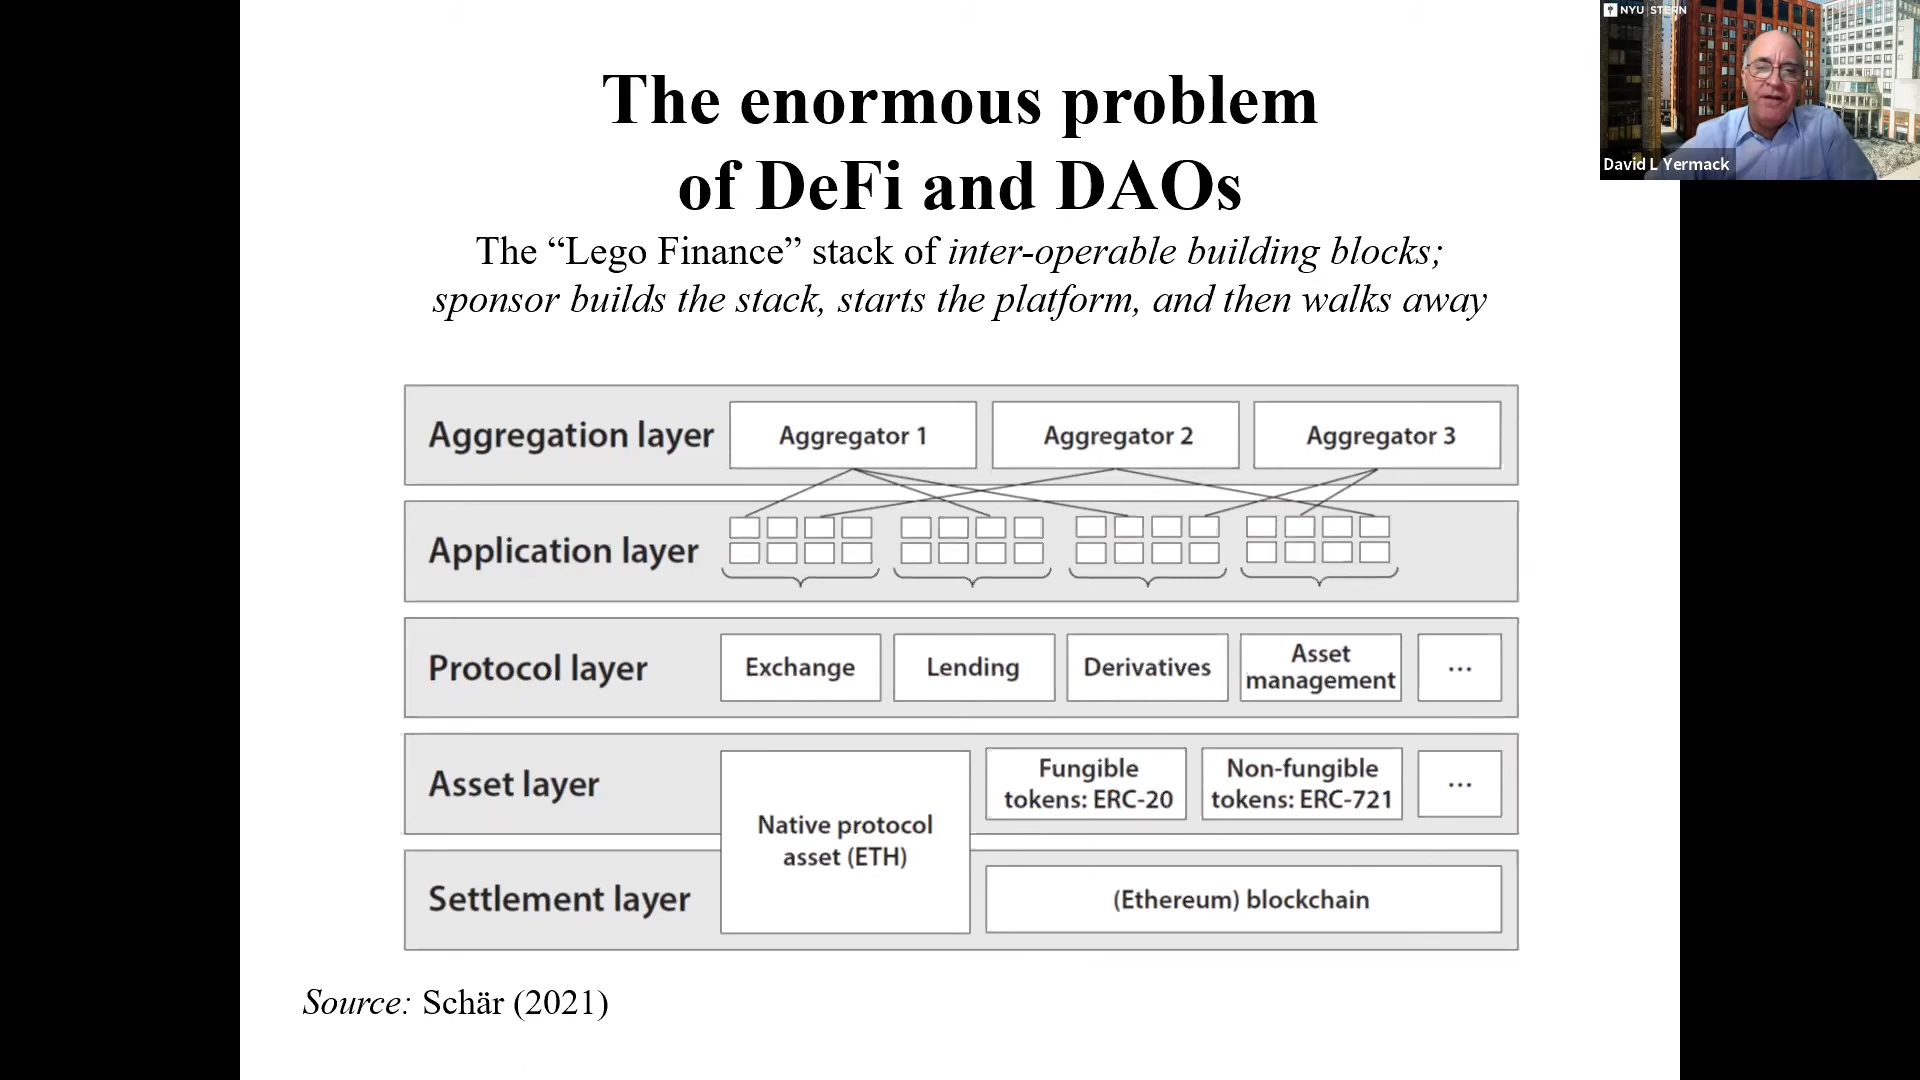 NYU | STERN
David L Yermack
The enormous problem
of DeFi and DAOs
The “Lego Finance” stack of inter-operable building blocks;
sponsor builds the stack, starts the platform, and then walks away
Aggregation layer
Aggregator 1
Aggregator 2
Aggregator 3
Application layer
Protocol layer
Exchange
Lending
Derivatives
Asset
management
...
Asset layer
Native protocol
asset (ETH)
Fungible
tokens: ERC-20
Non-fungible
tokens: ERC-721
...
Settlement layer
(Ethereum) blockchain
Source: Schär (2021)